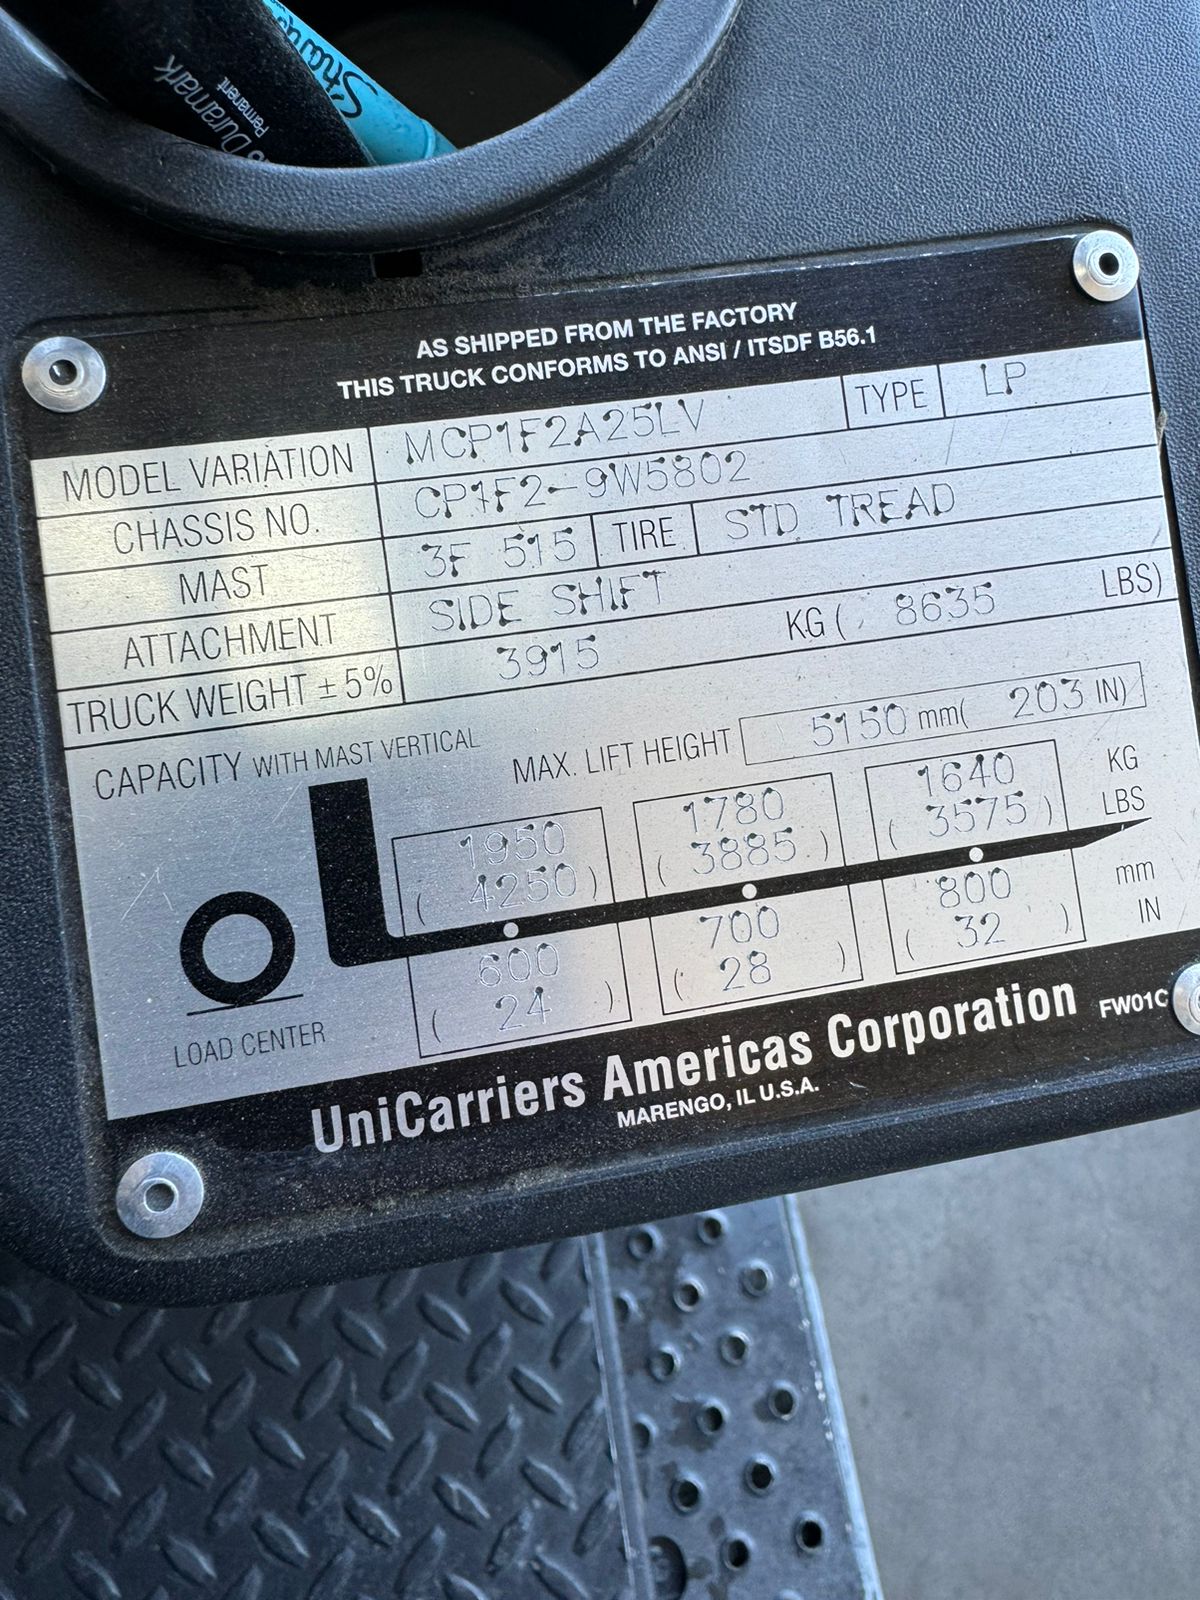 Duramark
Permanent
AS SHIPPED FROM THE FACTORY
THIS TRUCK CONFORMS TO ANSI / ITSDF B56.1
MODEL VARIATION MCP1F2A25LV TYPE LP
CHASSIS NO. CP1F2-9W5802
MAST 3F 515 TIRE STD TREAD
ATTACHMENT SIDE SHIFT
TRUCK WEIGHT ± 5% 3915 KG ( 8635 LBS)
CAPACITY WITH MAST VERTICAL MAX. LIFT HEIGHT 5150 mm( 203 IN)
1950 1780 1640 KG
( 4250 ) ( 3885 ) ( 3575 ) LBS
600 700 800 mm
( 24 ) ( 28 ) ( 32 ) IN
LOAD CENTER
UniCarriers Americas Corporation FW01C
MARENGO, IL U.S.A.